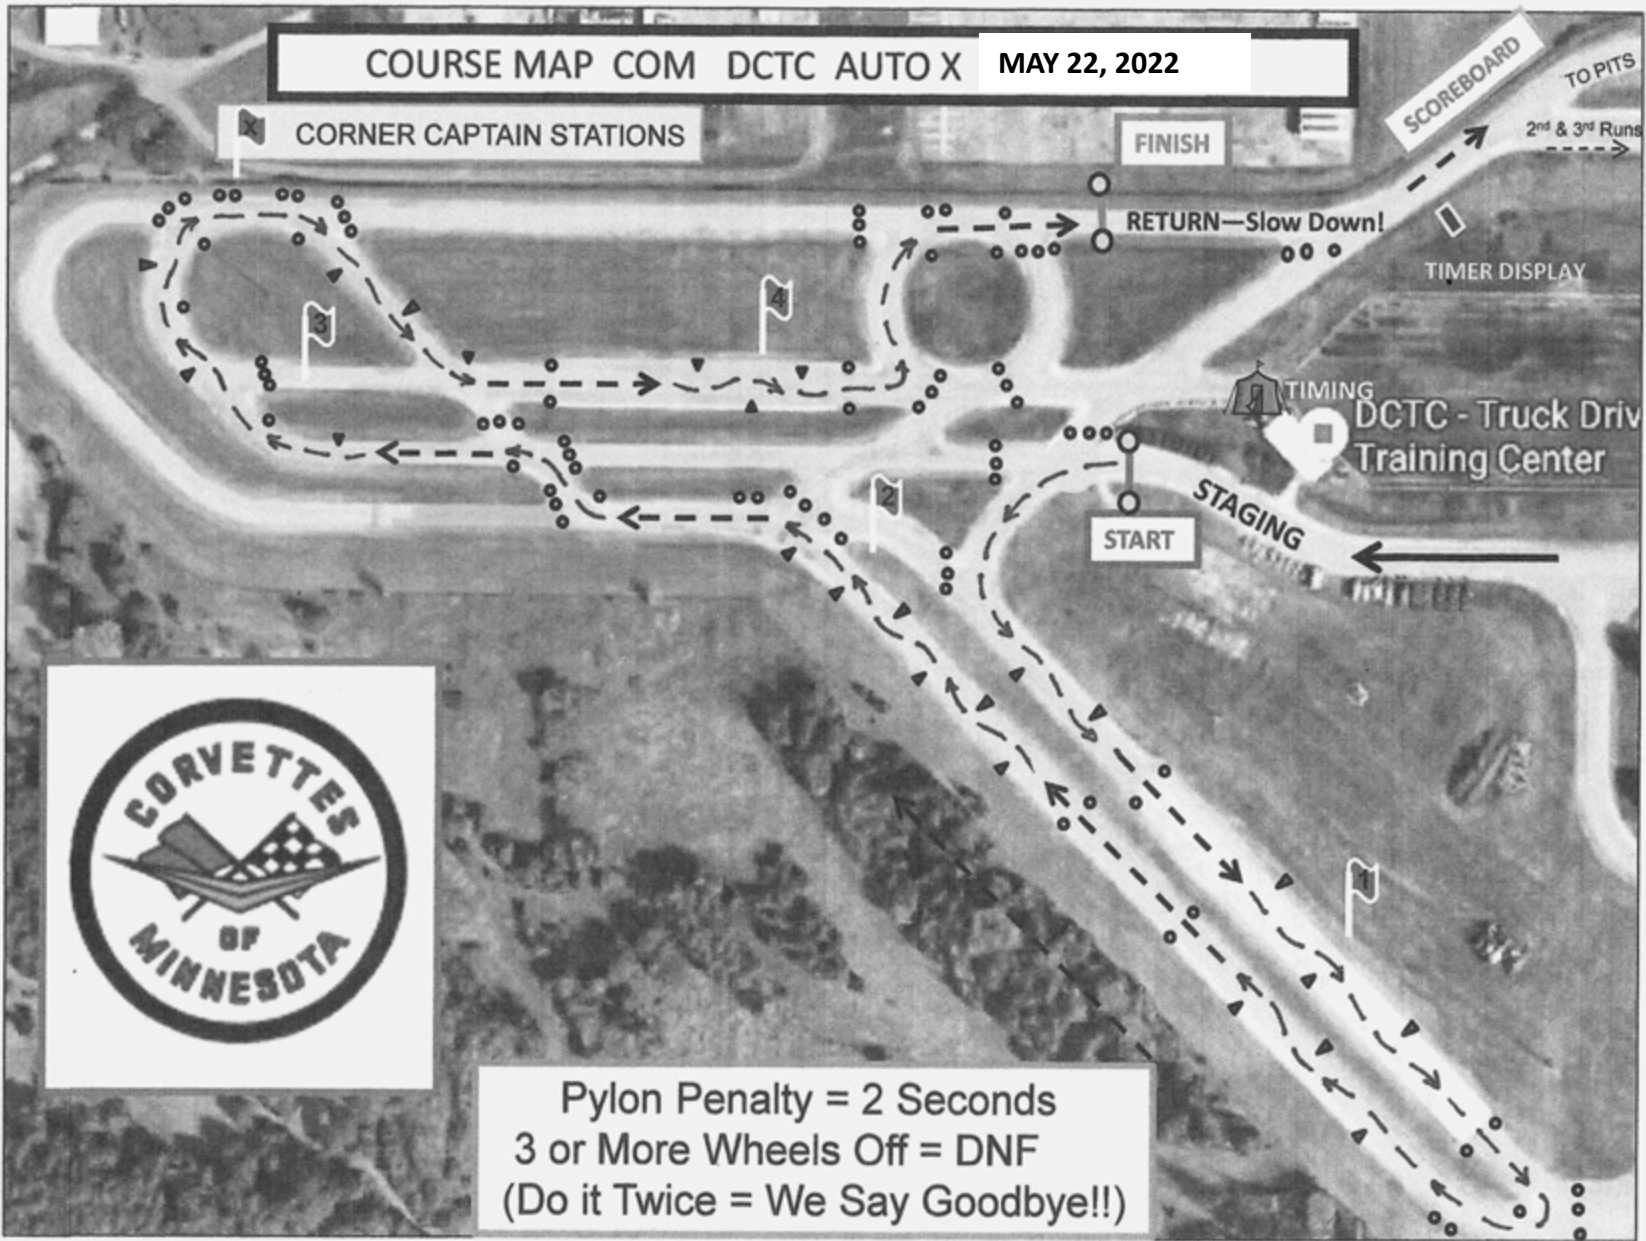 COURSE MAP COM DCTC AUTO X MAY 22, 2022
SCOREBOARD
TO PITS
2nd & 3rd Runs
X CORNER CAPTAIN STATIONS
FINISH
RETURN—Slow Down!
TIMER DISPLAY
4
3
TIMING
DCTC - Truck Driv
Training Center
2
STAGING
START
1
CORVETTES
OF
MINNESOTA
Pylon Penalty = 2 Seconds
3 or More Wheels Off = DNF
(Do it Twice = We Say Goodbye!!)